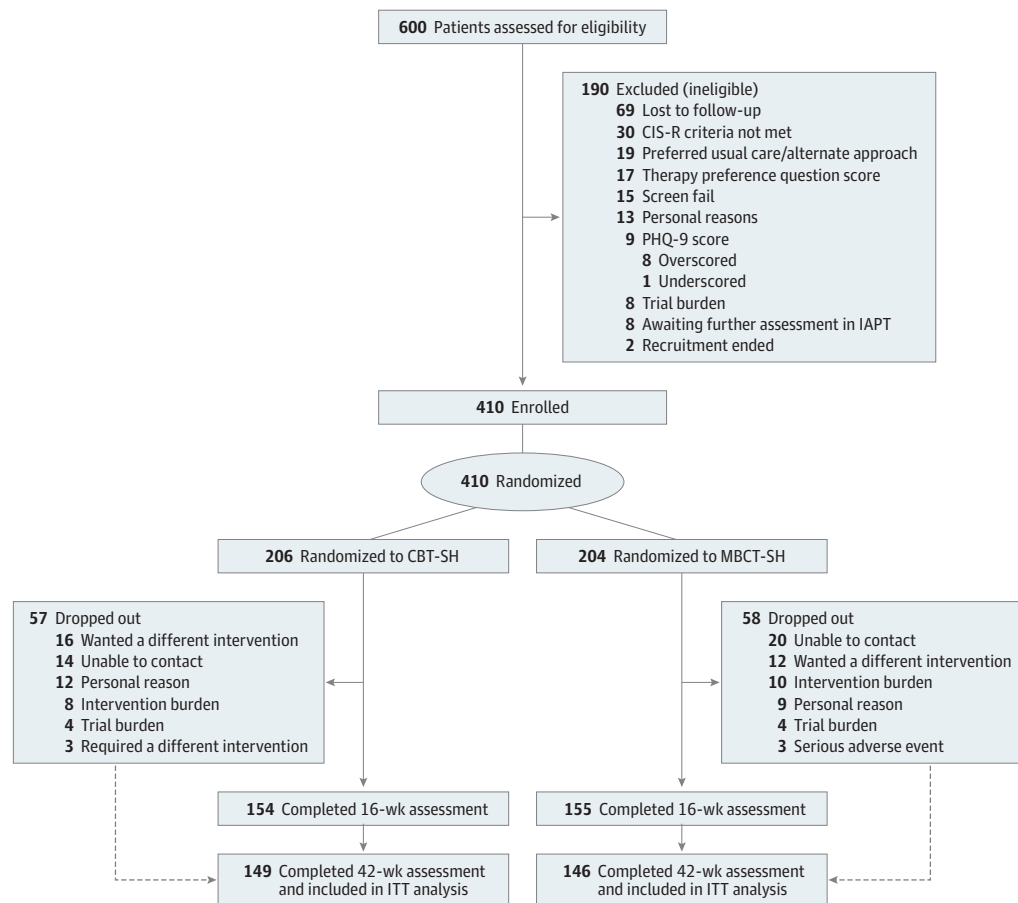 600 Patients assessed for eligibility
190 Excluded (ineligible)
69 Lost to follow-up
30 CIS-R criteria not met
19 Preferred usual care/alternate approach
17 Therapy preference question score
15 Screen fail
13 Personal reasons
9 PHQ-9 score
8 Overscored
1 Underscored
8 Trial burden
8 Awaiting further assessment in IAPT
2 Recruitment ended
410 Enrolled
410 Randomized
206 Randomized to CBT-SH
204 Randomized to MBCT-SH
57 Dropped out
16 Wanted a different intervention
14 Unable to contact
12 Personal reason
8 Intervention burden
4 Trial burden
3 Required a different intervention
58 Dropped out
20 Unable to contact
12 Wanted a different intervention
10 Intervention burden
9 Personal reason
4 Trial burden
3 Serious adverse event
154 Completed 16-wk assessment
155 Completed 16-wk assessment
149 Completed 42-wk assessment
and included in ITT analysis
146 Completed 42-wk assessment
and included in ITT analysis